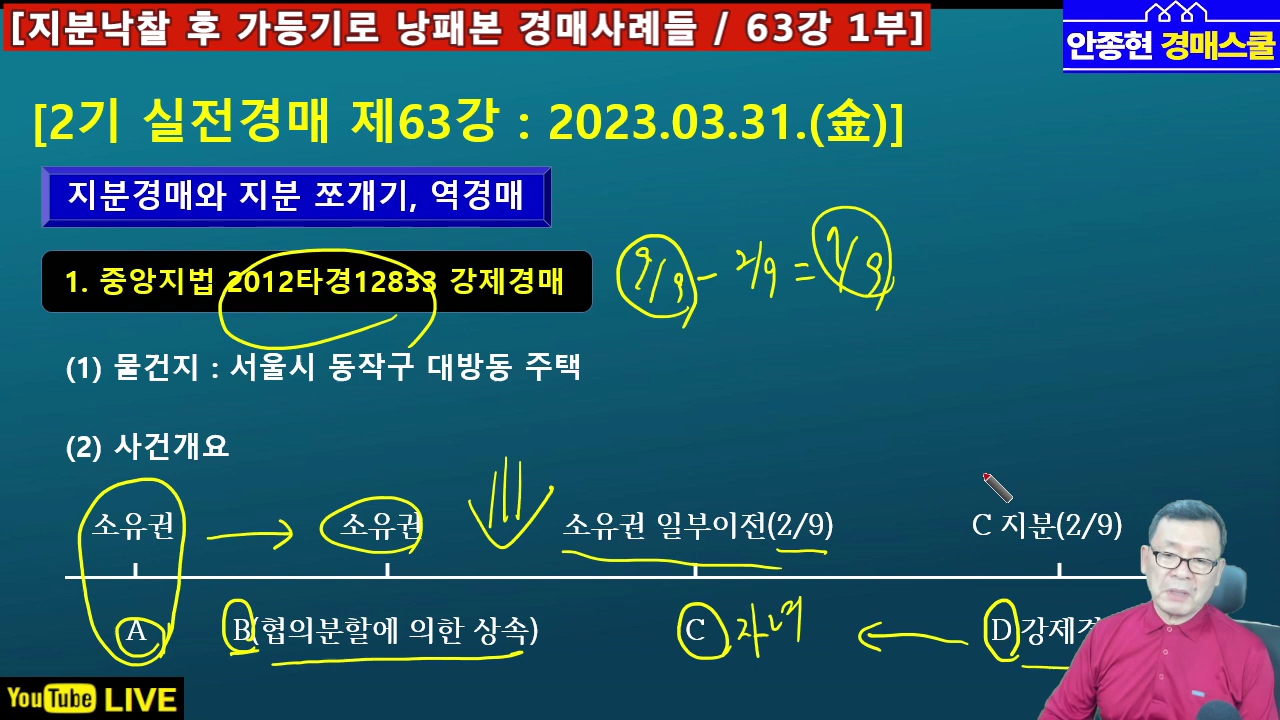 [지분낙찰 후 가등기로 낭패본 경매사례들 / 63강 1부]
안종현 경매스쿨
[2기 실전경매 제63강 : 2023.03.31.(金)]
지분경매와 지분 쪼개기, 역경매
1. 중앙지법 2012타경12833 강제경매
9/9 - 2/9 = 7/9
(1) 물건지 : 서울시 동작구 대방동 주택
(2) 사건개요
소유권 소유권 소유권 일부이전(2/9) C 지분(2/9)
A B(협의분할에 의한 상속) C 자녀 D 강제경
YouTube LIVE